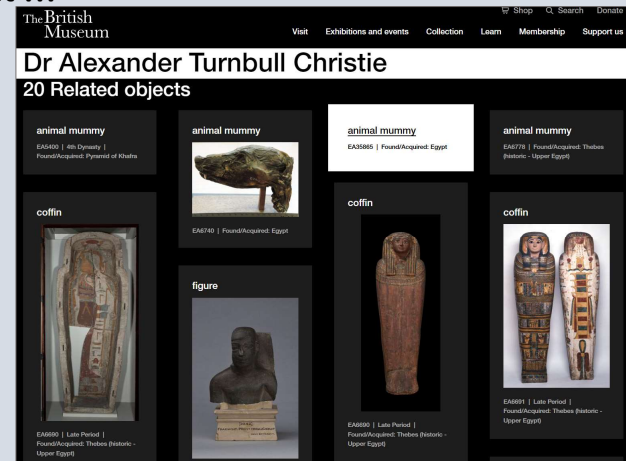 Shop Search Donate
The British
Museum
Visit Exhibitions and events Collection Learn Membership Support us
Dr Alexander Turnbull Christie
20 Related objects
animal mummy
EA5400 | 4th Dynasty |
Found/Acquired: Pyramid of Khafra
animal mummy
EA6740 | Found/Acquired: Egypt
animal mummy
EA35865 | Found/Acquired: Egypt
animal mummy
EA6778 | Found/Acquired: Thebes
(historic - Upper Egypt)
coffin
EA6690 | Late Period |
Found/Acquired: Thebes (historic -
Upper Egypt)
figure
coffin
EA6690 | Late Period |
Found/Acquired: Thebes (historic -
Upper Egypt)
coffin
EA6691 | Late Period |
Found/Acquired: Thebes (historic -
Upper Egypt)